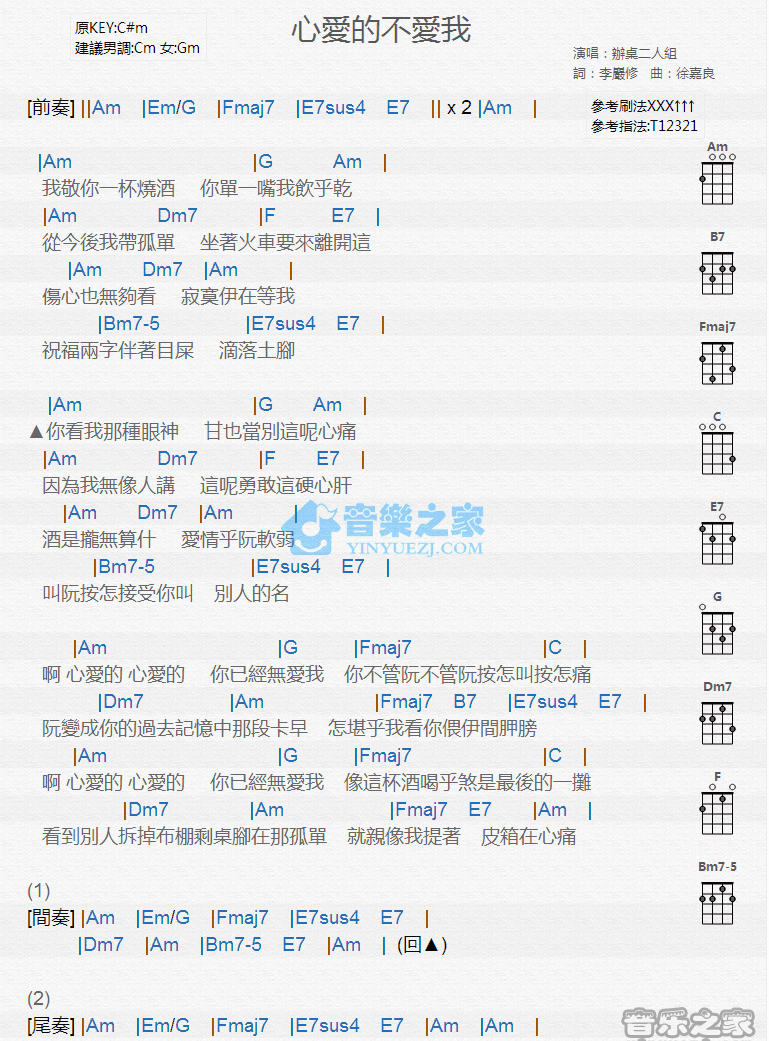 心愛的不愛我
原KEY:C#m
建議男調:Cm 女:Gm
演唱：辦桌二人組
詞：李嚴修　曲：徐嘉良
[前奏] ||Am |Em/G |Fmaj7 |E7sus4 E7 || x 2 |Am |
參考刷法XXX↑↑↑
參考指法:T12321
|Am |G Am |
我敬你一杯燒酒　你單一嘴我飲乎乾
|Am Dm7 |F E7 |
從今後我帶孤單　坐著火車要來離開這
|Am Dm7 |Am |
傷心也無夠看　寂寞伊在等我
|Bm7-5 |E7sus4 E7 |
祝福兩字伴著目屎　滴落土腳
|Am |G Am |
▲你看我那種眼神　甘也當別這呢心痛
|Am Dm7 |F E7 |
因為我無像人講　這呢勇敢這硬心肝
|Am Dm7 |Am |
酒是攏無算什　愛情乎阮軟弱
|Bm7-5 |E7sus4 E7 |
叫阮按怎接受你叫　別人的名
|Am |G |Fmaj7 |C |
啊 心愛的 心愛的　你已經無愛我　你不管阮不管阮按怎叫按怎痛
|Dm7 |Am |Fmaj7 B7 |E7sus4 E7 |
阮變成你的過去記憶中那段卡早　怎堪乎我看你偎伊間胛膀
|Am |G |Fmaj7 |C |
啊 心愛的 心愛的　你已經無愛我　像這杯酒喝乎煞是最後的一攤
|Dm7 |Am |Fmaj7 E7 |Am |
看到別人拆掉布棚剩桌腳在那孤單　就親像我提著　皮箱在心痛
(1)
[間奏] |Am |Em/G |Fmaj7 |E7sus4 E7 |
|Dm7 |Am |Bm7-5 E7 |Am | (回▲)
(2)
[尾奏] |Am |Em/G |Fmaj7 |E7sus4 E7 |Am |Am |
Am
B7
Fmaj7
C
E7
G
Dm7
F
Bm7-5
音樂之家
YINYUEZJ.COM
音乐之家